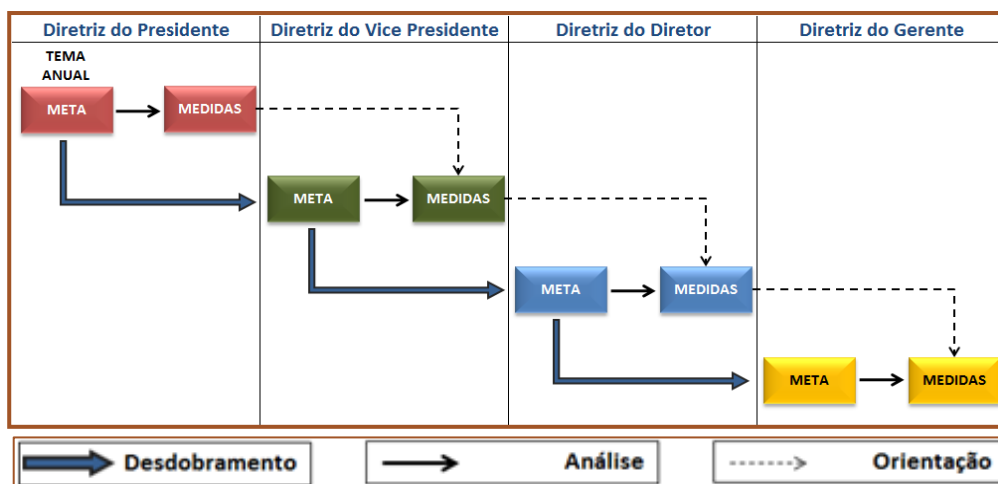 Diretriz do Presidente
Diretriz do Vice Presidente
Diretriz do Diretor
Diretriz do Gerente
TEMA
ANUAL
META
MEDIDAS
META
MEDIDAS
META
MEDIDAS
META
MEDIDAS
Desdobramento
Análise
Orientação